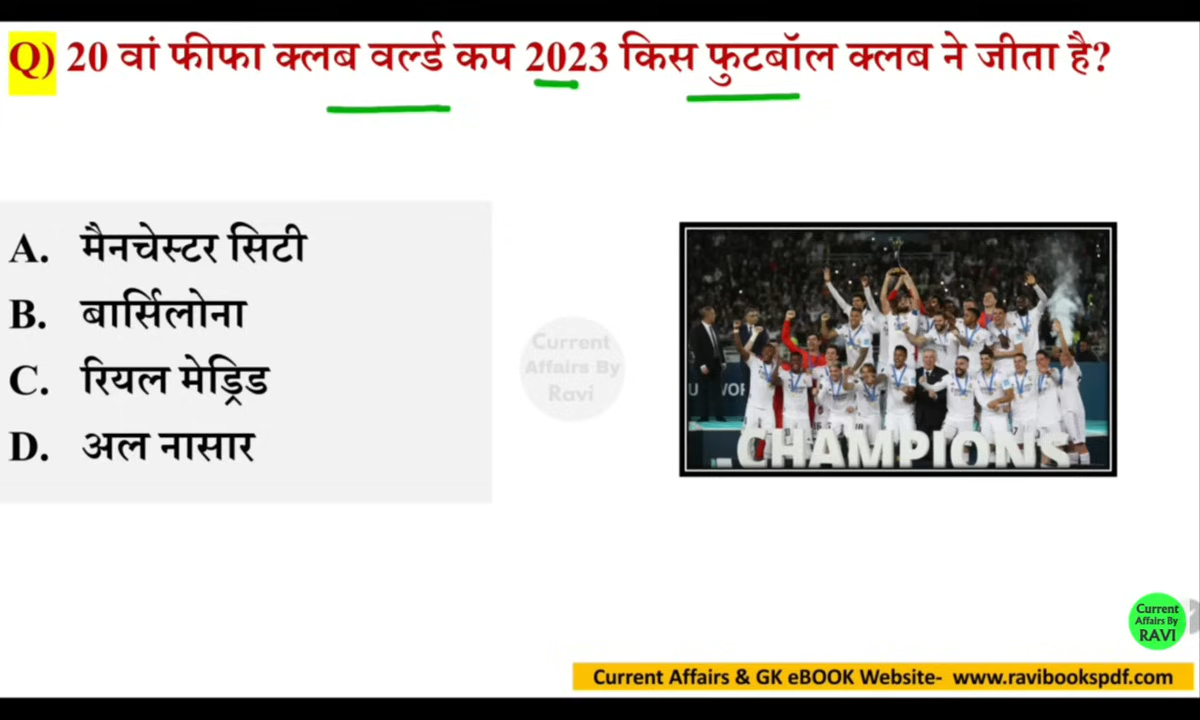 Q) 20 वां फीफा क्लब वर्ल्ड कप 2023 किस फुटबॉल क्लब ने जीता है?
A. मैनचेस्टर सिटी
B. बार्सिलोना
C. रियल मेड्रिड
D. अल नासार
Current
Affairs By
Ravi
CHAMPIONS
Current
Affairs By
RAVI
Current Affairs & GK eBOOK Website- www.ravibookspdf.com